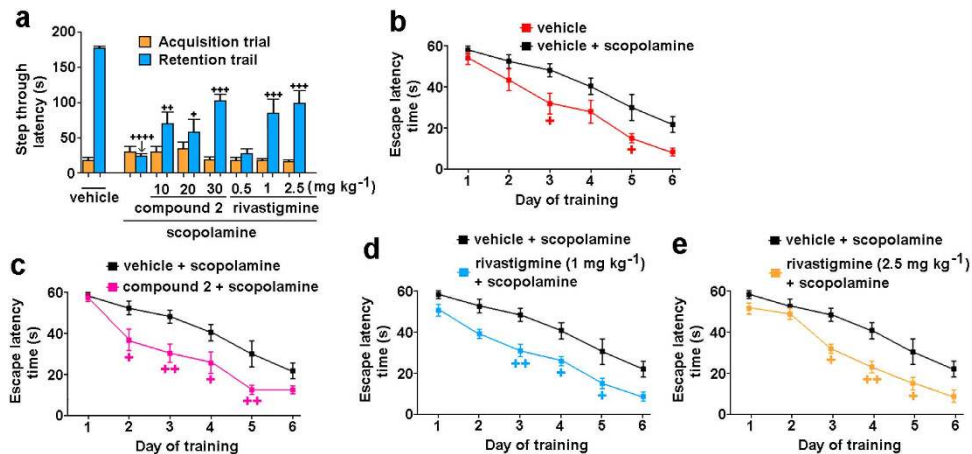 a
Step through
latency (s)
180
150
100
50
0
Acquisition trial
Retention trail
++++
++
+
+++
+++
+++
10 20 30 0.5 1 2.5 (mg kg⁻¹)
vehicle
compound 2 rivastigmine
scopolamine
b
vehicle
vehicle + scopolamine
Escape latency
time (s)
60
40
20
0
+
+
1 2 3 4 5 6
Day of training
c
vehicle + scopolamine
compound 2 + scopolamine
Escape latency
time (s)
60
40
20
0
+
++
+
++
1 2 3 4 5 6
Day of training
d
vehicle + scopolamine
rivastigmine (1 mg kg⁻¹)
+ scopolamine
Escape latency
time (s)
60
40
20
0
++
+
+
1 2 3 4 5 6
Day of training
e
vehicle + scopolamine
rivastigmine (2.5 mg kg⁻¹)
+ scopolamine
Escape latency
time (s)
60
40
20
0
+
++
+
1 2 3 4 5 6
Day of training